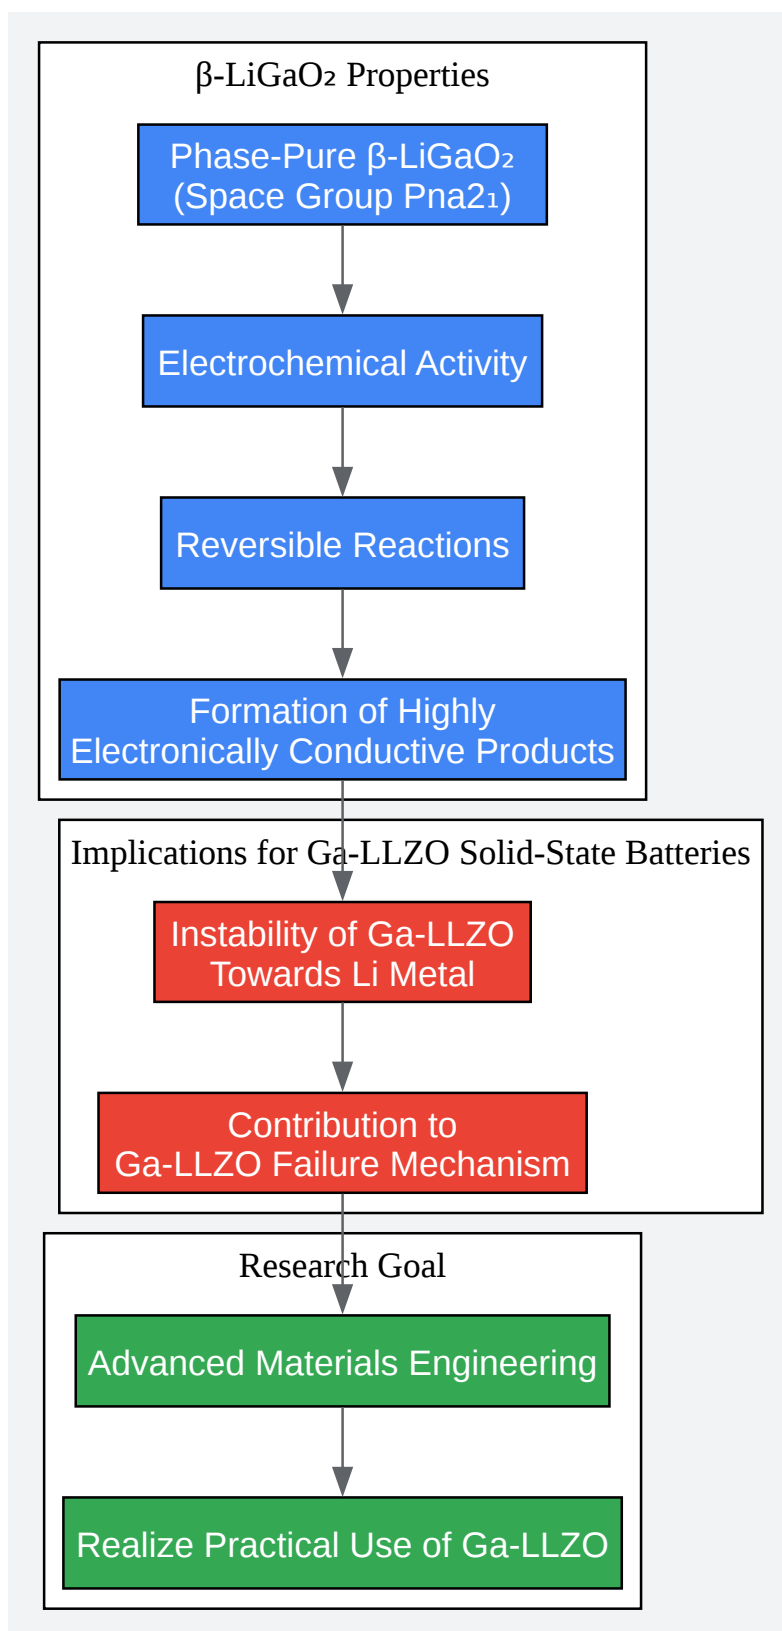 β-LiGaO₂ Properties
Phase-Pure β-LiGaO₂
(Space Group Pna2₁)
Electrochemical Activity
Reversible Reactions
Formation of Highly
Electronically Conductive Products
Implications for Ga-LLZO Solid-State Batteries
Instability of Ga-LLZO
Towards Li Metal
Contribution to
Ga-LLZO Failure Mechanism
Research Goal
Advanced Materials Engineering
Realize Practical Use of Ga-LLZO